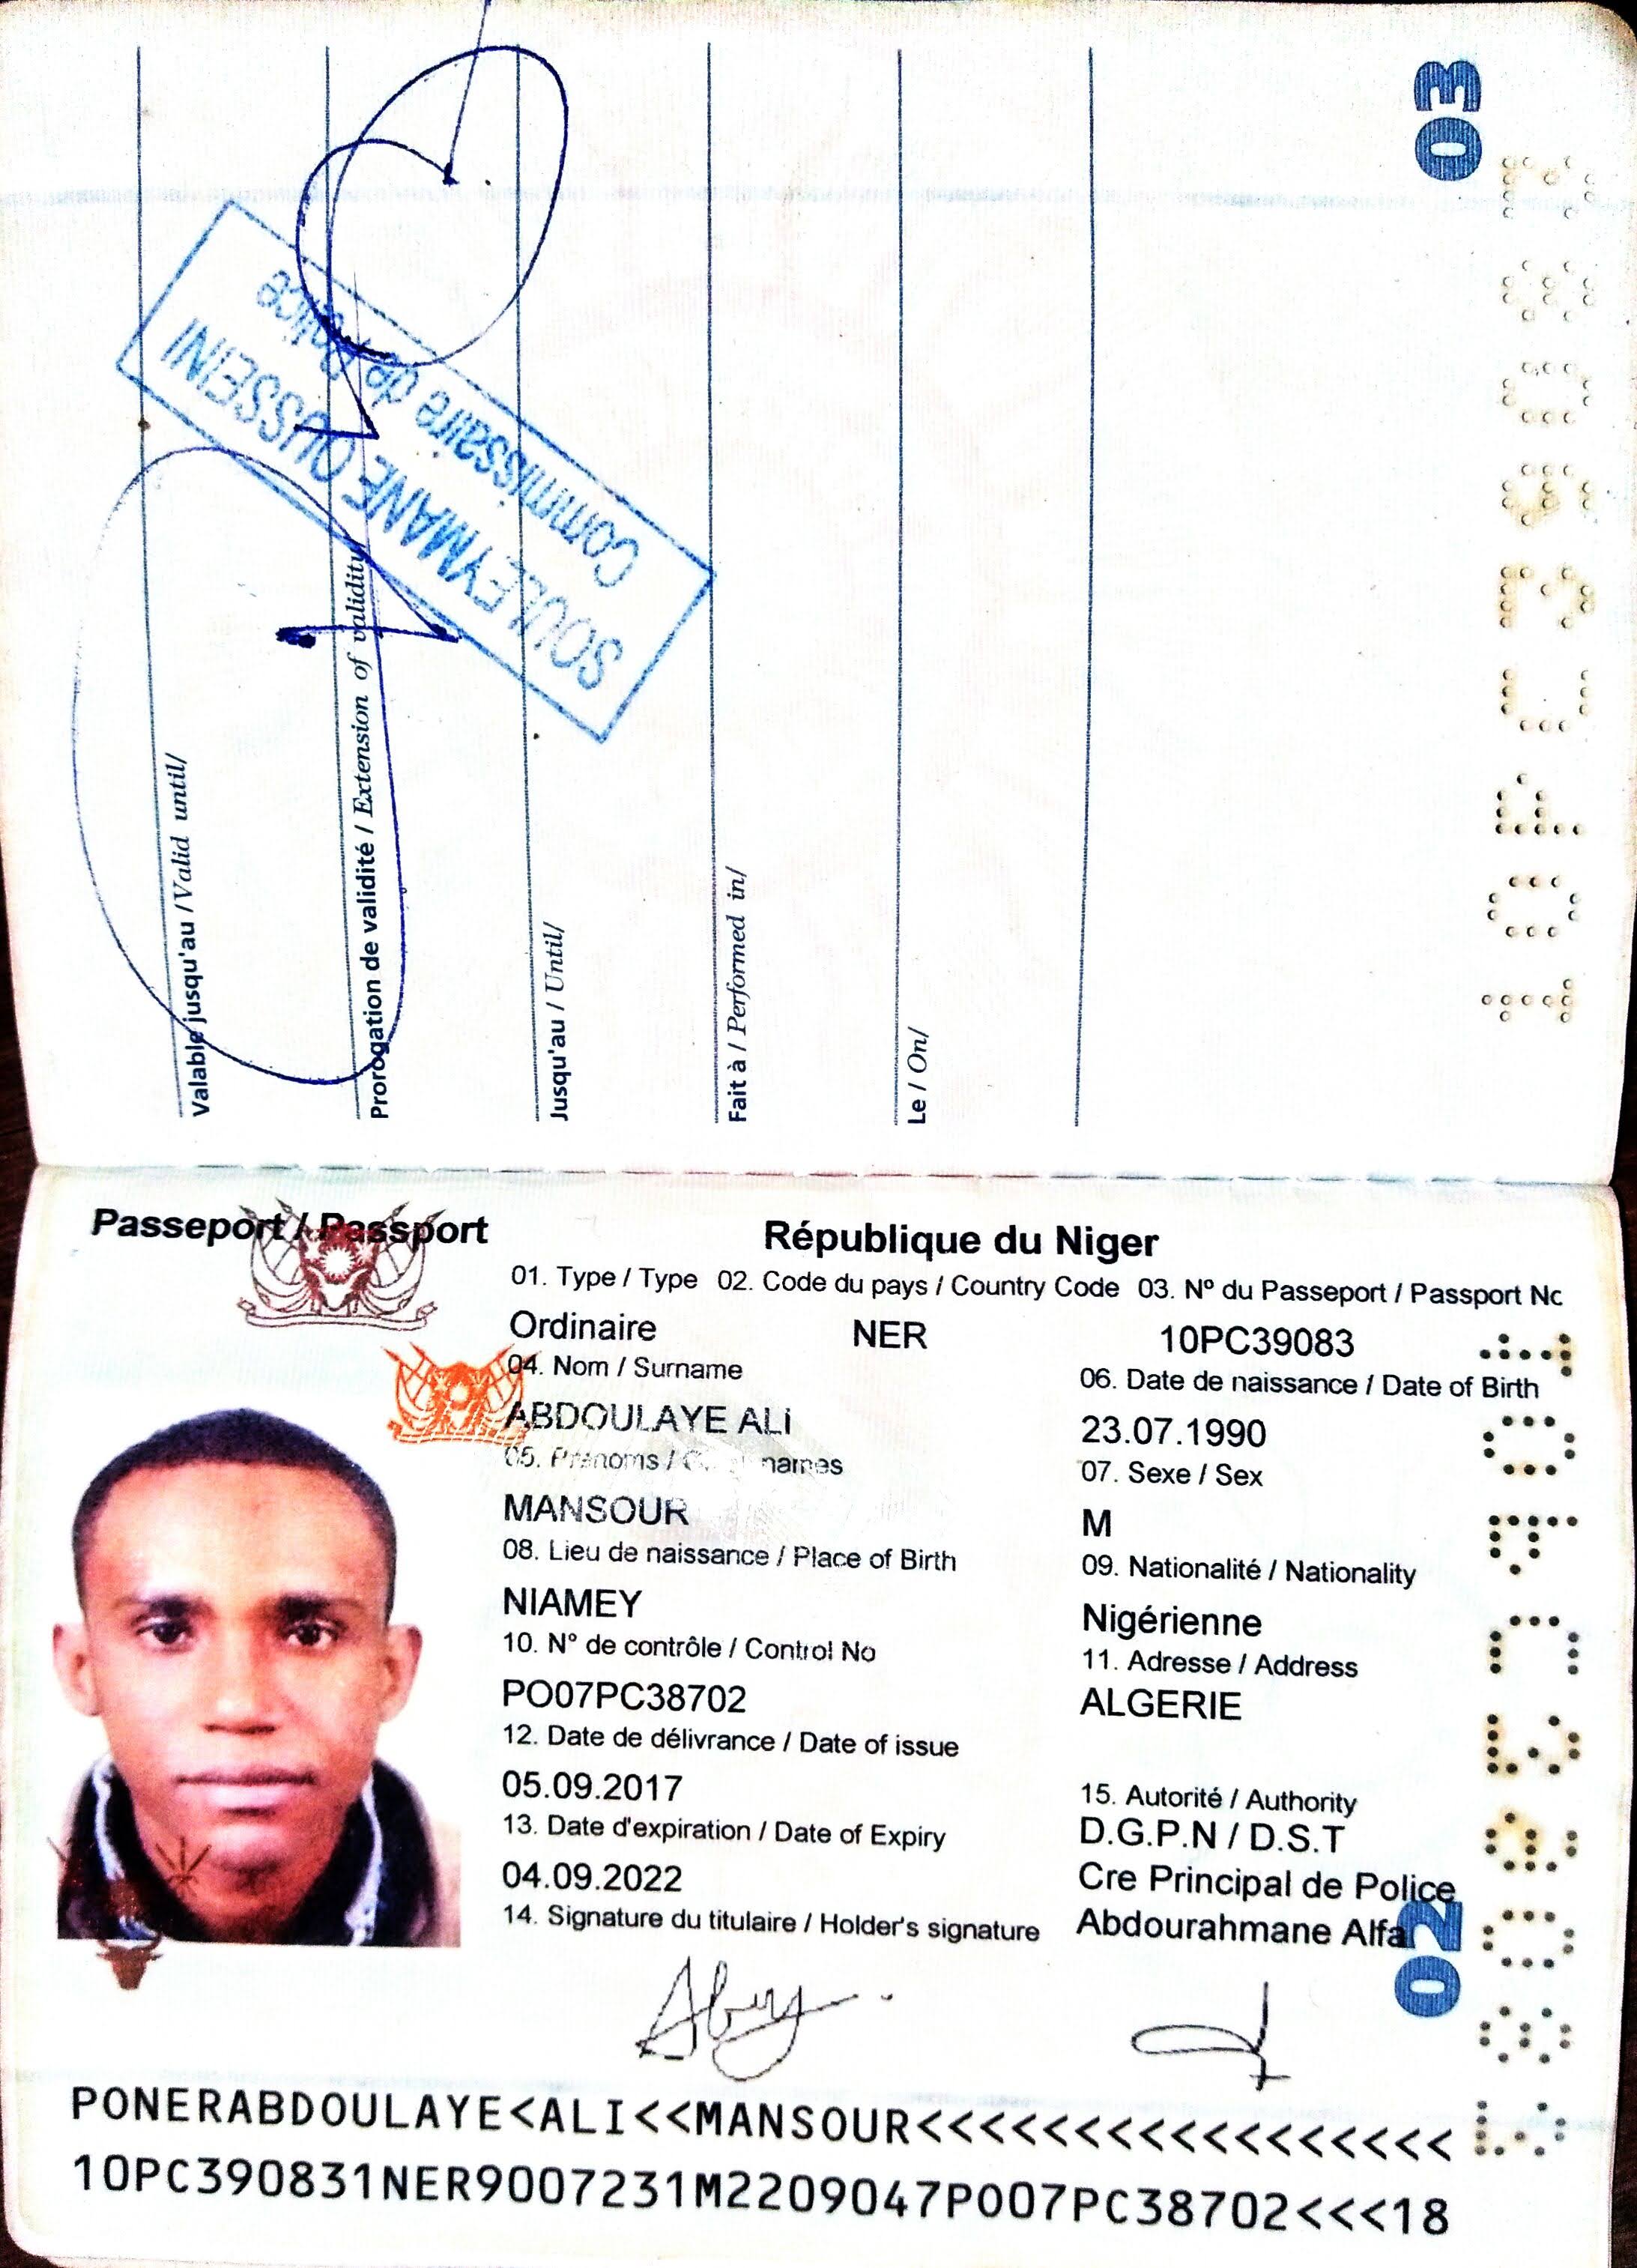 03
Valable jusqu'au / Valid until/
Prorogation de validité / Extension of validity
Jusqu'au / Until/
Fait à / Performed in/
Le / On/
SOULEYMANE OUSSEINI
Commissaire de Police
10PC39083
Passeport / Passport
République du Niger
01. Type / Type 02. Code du pays / Country Code 03. Nº du Passeport / Passport No
Ordinaire NER 10PC39083
04. Nom / Surname
ABDOULAYE ALI
06. Date de naissance / Date of Birth
23.07.1990
05. Prénoms / names
MANSOUR
07. Sexe / Sex
M
08. Lieu de naissance / Place of Birth
NIAMEY
09. Nationalité / Nationality
Nigérienne
10. N° de contrôle / Control No
PO07PC38702
11. Adresse / Address
ALGERIE
12. Date de délivrance / Date of issue
05.09.2017
13. Date d'expiration / Date of Expiry
04.09.2022
15. Autorité / Authority
D.G.P.N / D.S.T
Cre Principal de Police
Abdourahmane Alfa
14. Signature du titulaire / Holder's signature
02
10PC39083
PONERABDOULAYE<ALI<<MANSOUR<<<<<<<<<<<<<<<<<
10PC390831NER9007231M2209047PO07PC38702<<<18